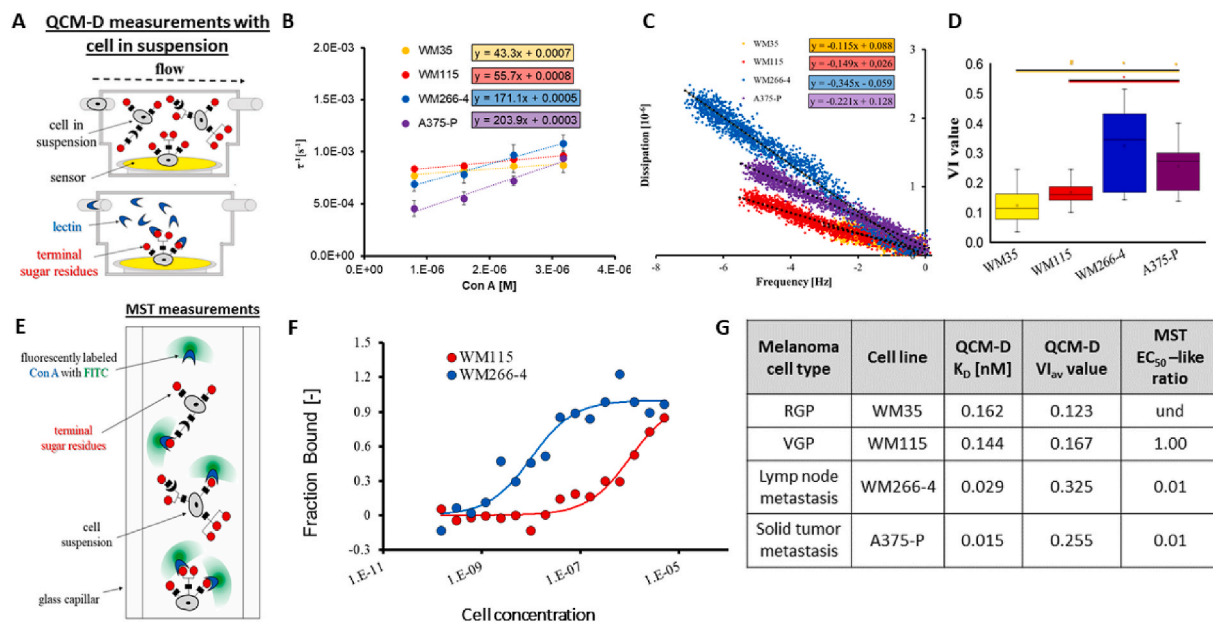 A
QCM-D measurements with
cell in suspension
flow
cell in
suspension
sensor
lectin
terminal
sugar residues
B
2.0E-03
1.5E-03
1.0E-03
5.0E-04
0.0E+00
τ⁻¹[s⁻¹]
WM35
y = 43.3x + 0.0007
WM115
y = 55.7x + 0.0008
WM266-4
y = 171.1x + 0.0005
A375-P
y = 203.9x + 0.0003
0.E+00
1.E-06
2.E-06
3.E-06
4.E-06
Con A [M]
C
WM35
y = -0.115x + 0.088
WM115
y = -0,149x + 0,026
WM266-4
y = -0,345x - 0,059
A375-P
y = -0.221x + 0.128
Dissipation [10⁻⁶]
3
2
1
0
-8
-6
-4
-2
0
Frequency [Hz]
D
VI value
0.6
0.5
0.4
0.3
0.2
0.1
0.0
WM35
WM115
WM266-4
A375-P
E
MST measurements
fluorescently labeled
Con A with FITC
terminal
sugar residues
cell
suspension
glass capillar
F
WM115
WM266-4
Fraction Bound [-]
1.5
1.2
0.9
0.6
0.3
0
-0.3
1.E-11
1.E-09
1.E-07
1.E-05
Cell concentration
G
Melanoma
cell type
Cell line
QCM-D
K_D [nM]
QCM-D
VI_av value
MST
EC₅₀ –like
ratio
RGP WM35 0.162 0.123 und
VGP WM115 0.144 0.167 1.00
Lymp node
metastasis WM266-4 0.029 0.325 0.01
Solid tumor
metastasis A375-P 0.015 0.255 0.01